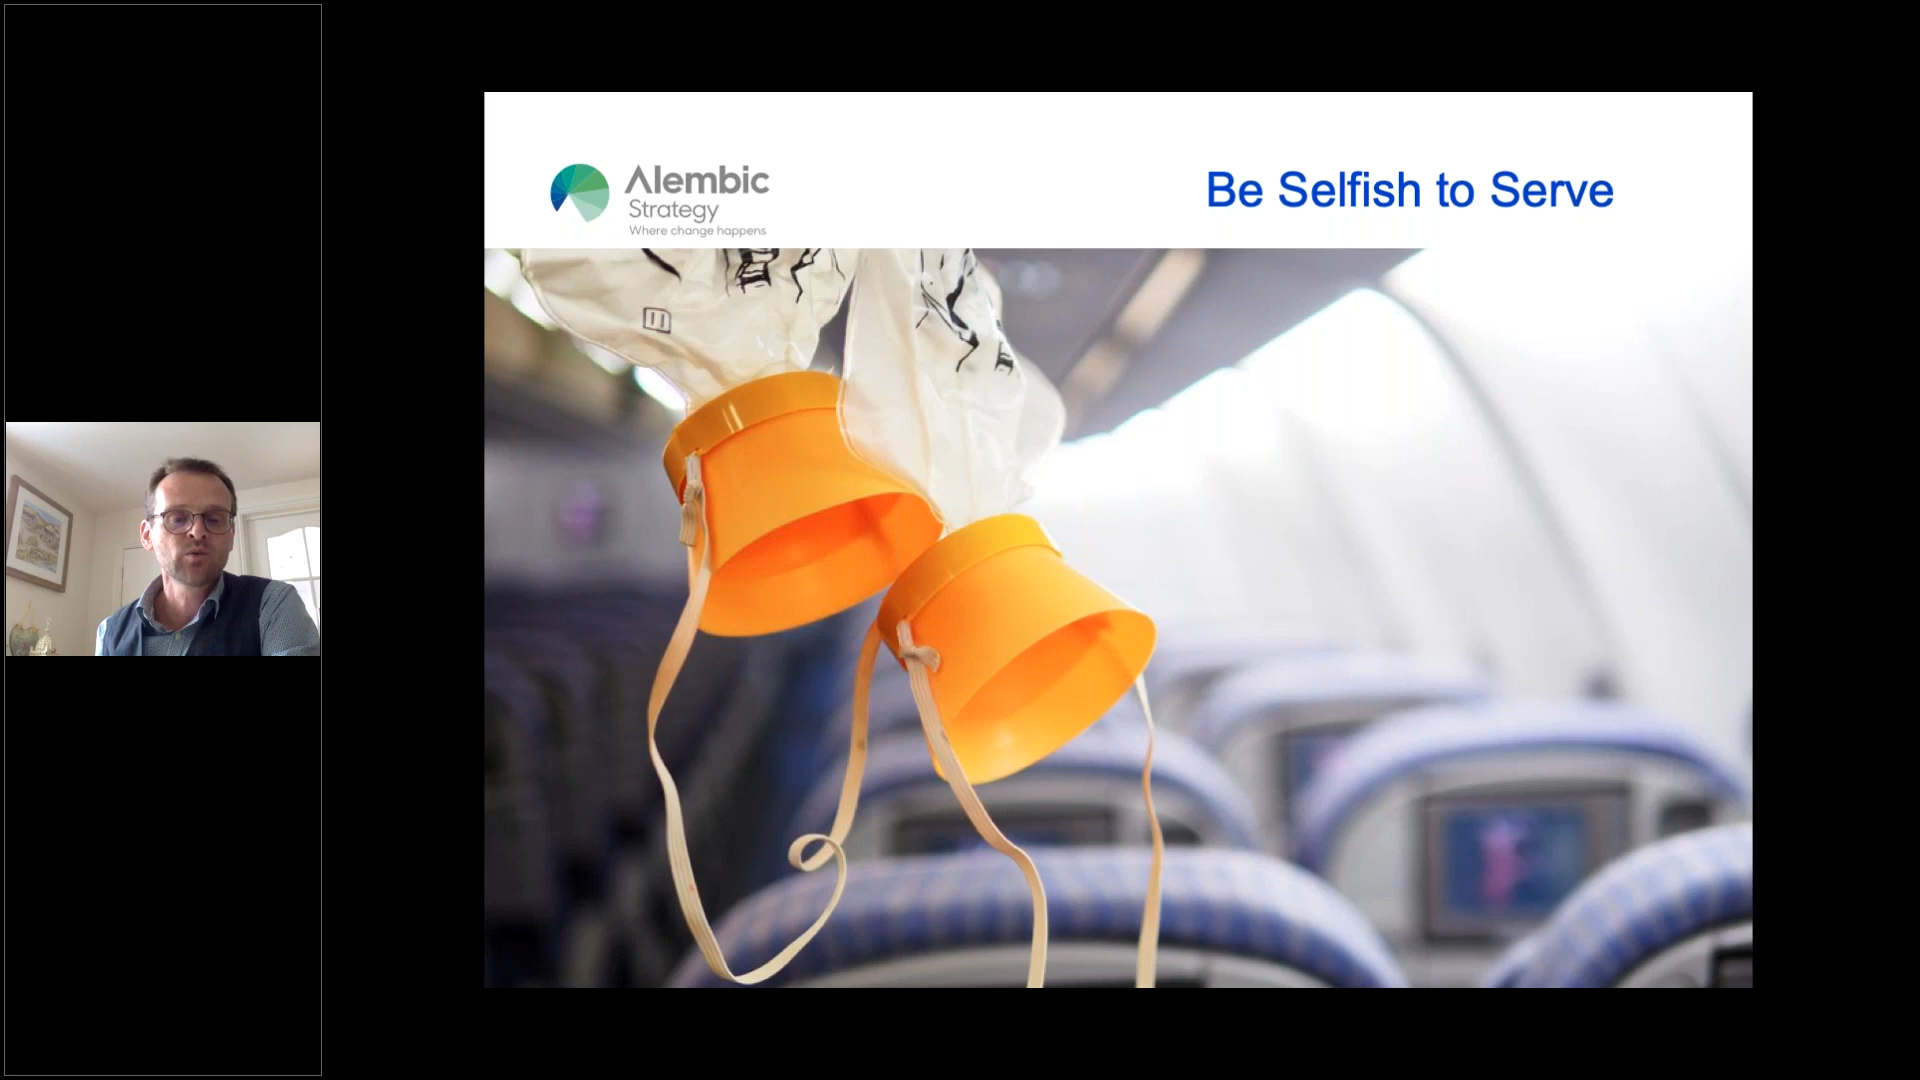 Alembic
Strategy
Where change happens
Be Selfish to Serve